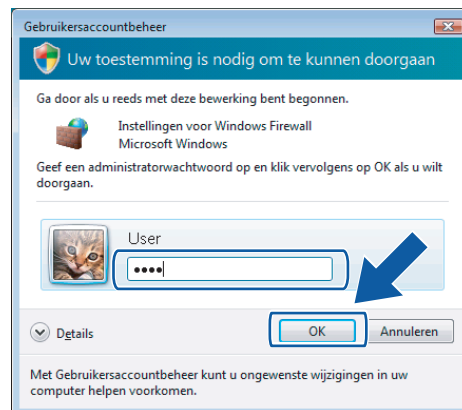 Gebruikersaccountbeheer
Uw toestemming is nodig om te kunnen doorgaan
Ga door als u reeds met deze bewerking bent begonnen.
Instellingen voor Windows Firewall
Microsoft Windows
Geef een administratorwachtwoord op en klik vervolgens op OK als u wilt
doorgaan.
User
••••
Details
OK
Annuleren
Met Gebruikersaccountbeheer kunt u ongewenste wijzigingen in uw
computer helpen voorkomen.